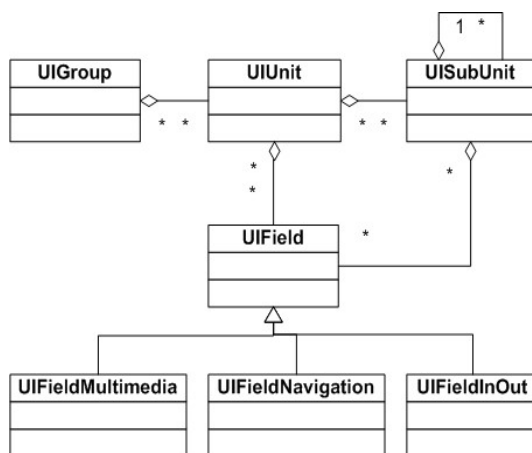 1 *
UIGroup
UIUnit
UISubUnit
* *
* *
*
*
*
*
UIField
UIFieldMultimedia
UIFieldNavigation
UIFieldInOut